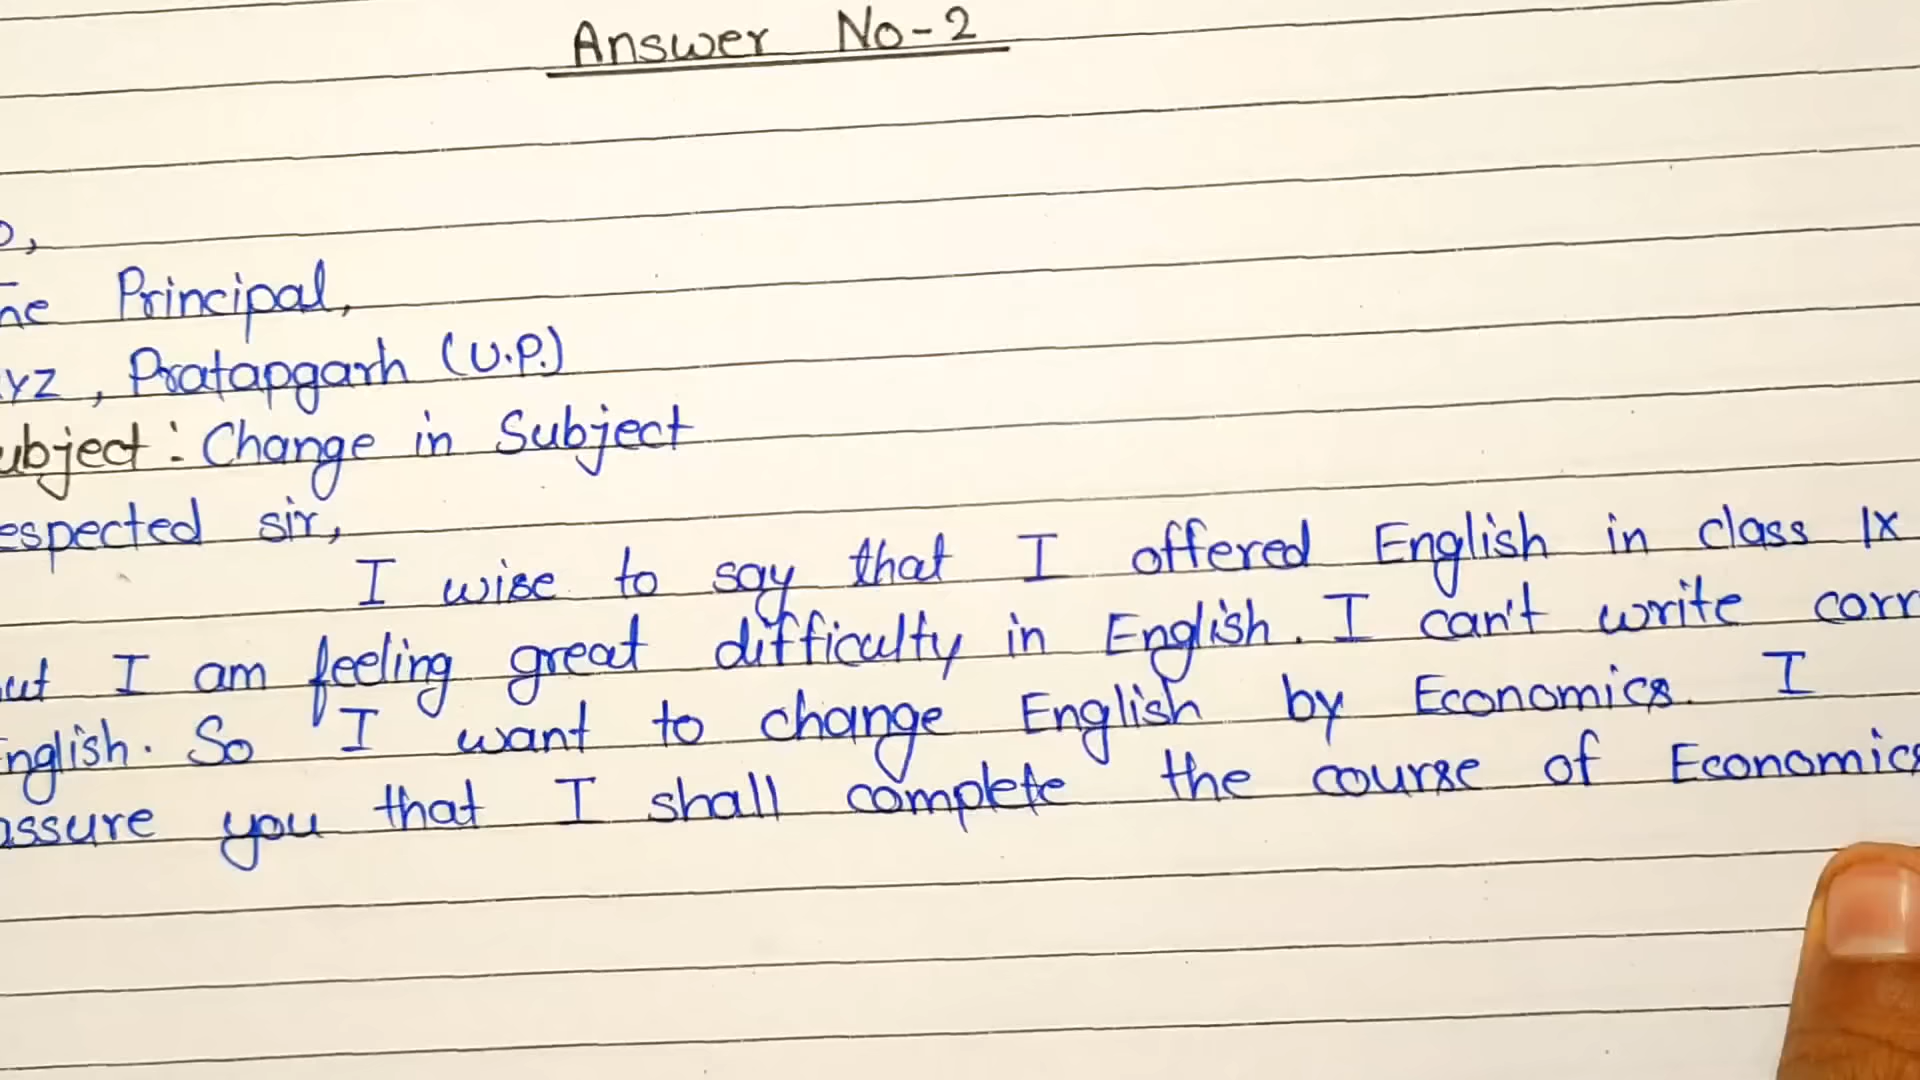 Answer No-2
Principal,
YZ, Pratapgarh (U.P.)
ubject: Change in Subject
espected sir,
I wise to say that I offered English in class IX
ut I am feeling great difficulty in English. I can't write corr
nglish. So I want to change English by Economics. I
assure you that I shall complete the course of Economics